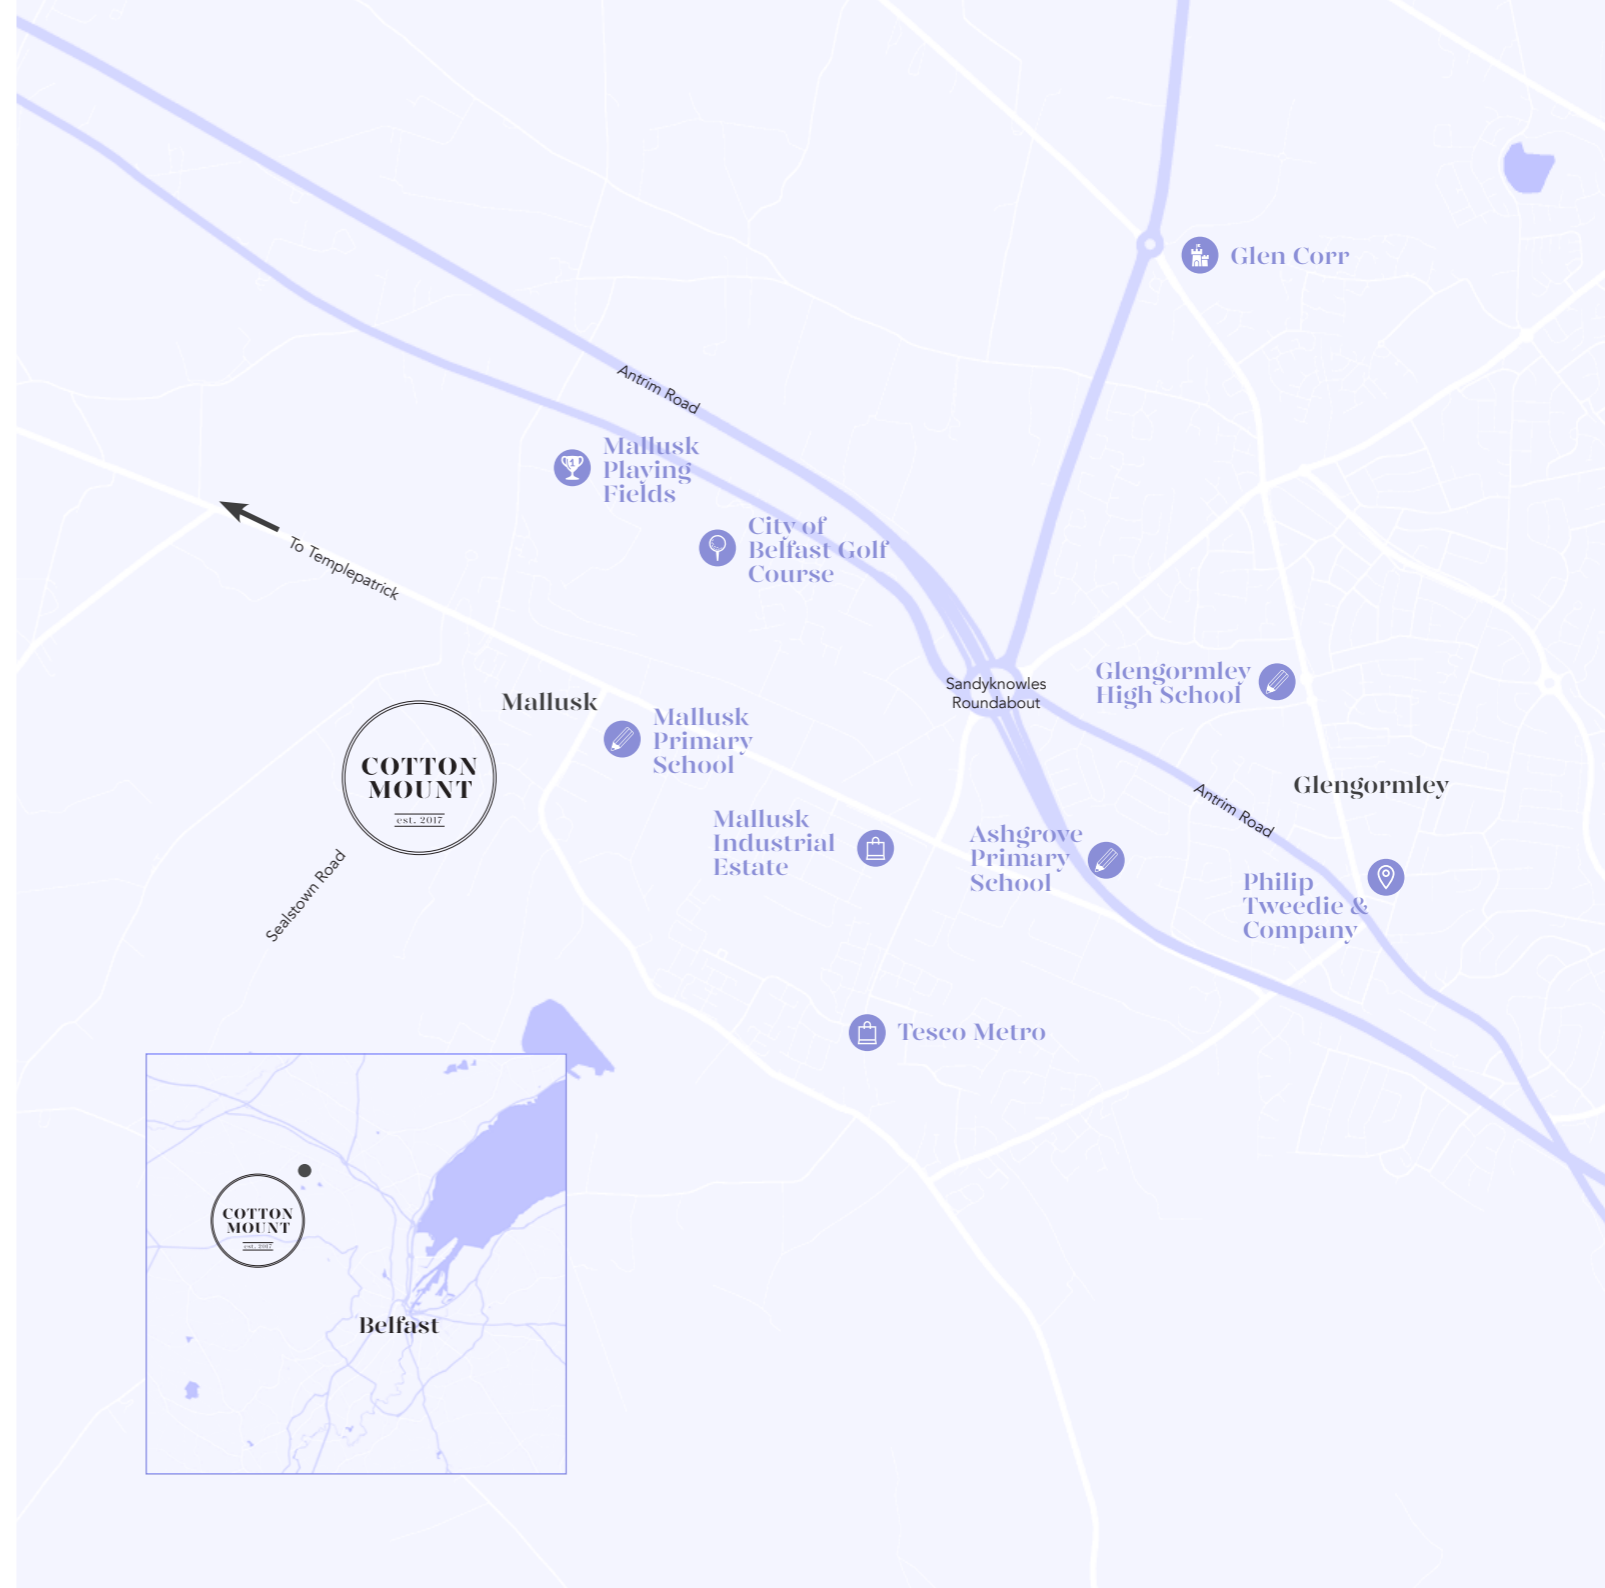 Glen Corr
Antrim Road
Mallusk
Playing
Fields
City of
Belfast Golf
Course
To Templepatrick
Sandyknowles
Roundabout
Glengormley
High School
Mallusk
Mallusk
Primary
School
COTTON
MOUNT
est. 2017
Glengormley
Antrim Road
Mallusk
Industrial
Estate
Ashgrove
Primary
School
Philip
Tweedie &
Company
Sealstown Road
Tesco Metro
COTTON
MOUNT
est. 2017
Belfast